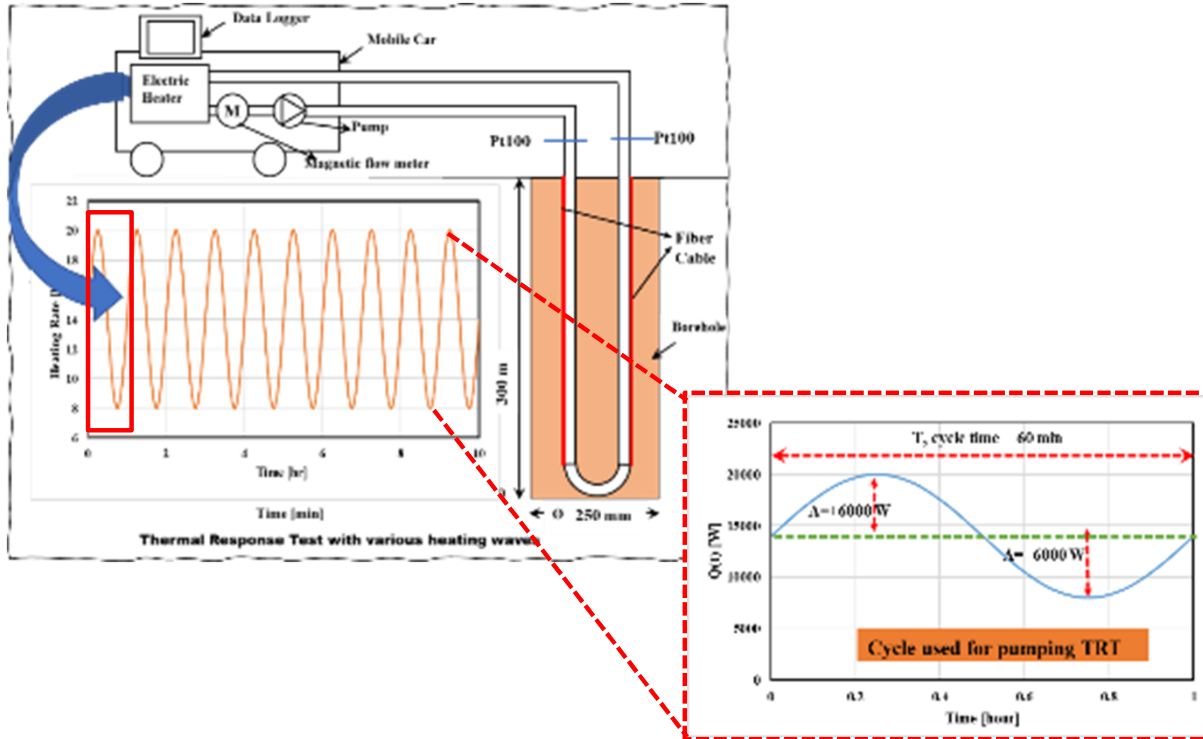 Data Logger
Mobile Car
Electric
Heater
M
Pump
Magnetic flow meter
Pt100
Pt100
22
20
18
16
14
12
10
8
6
Heating Rate
0
2
4
6
8
10
Time [hr]
Time [min]
300 m
Fiber
Cable
Borehole
Ø 250 mm
Thermal Response Test with various heating waves
25000
20000
15000
10000
5000
0
Q(t) [W]
T, cycle time 60 min
A=+6000 W
A= 6000 W
Cycle used for pumping TRT
0
0.2
0.4
0.6
0.8
1
Time [hour]